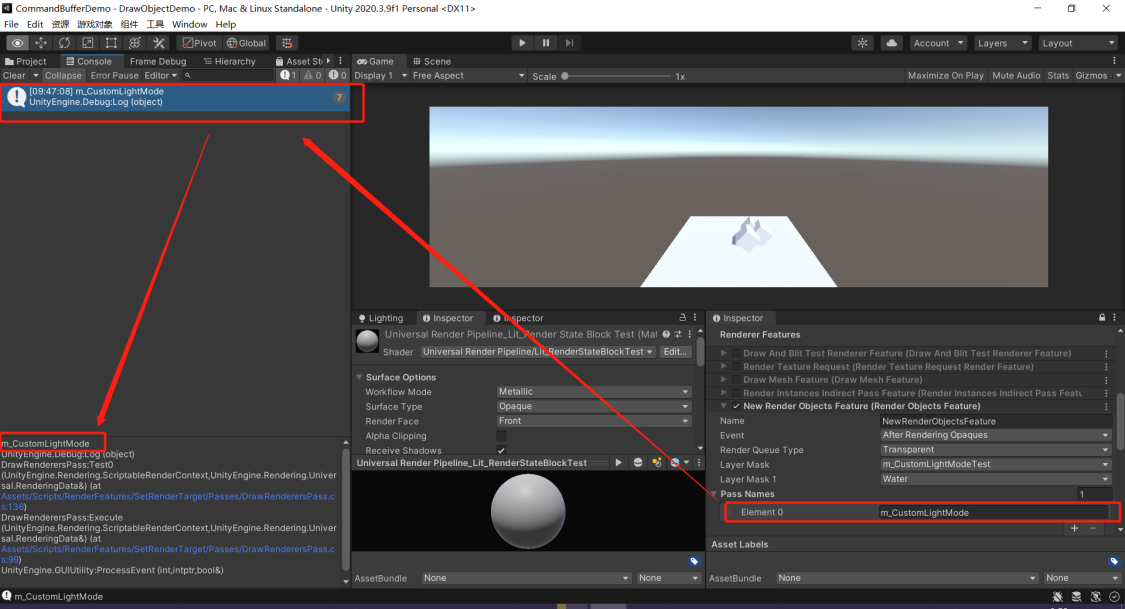 CommandBufferDemo - DrawObjectDemo - PC, Mac & Linux Standalone - Unity 2020.3.9f1 Personal <DX11>
File Edit 资源 游戏对象 组件 工具 Window Help
Pivot Global Account Layers Layout
Project Console Frame Debug Hierarchy Asset St
Game Scene
Clear Collapse Error Pause Editor 1 0 0
Display 1 Free Aspect Scale 1x Maximize On Play Mute Audio Stats Gizmos
[09:47:08] m_CustomLightMode
UnityEngine.Debug:Log (object)
7
Lighting Inspector Inspector
Universal Render Pipeline_Lit_Render State Block Test (Mat
Shader Universal Render Pipeline/Lit_RenderStateBlockTest Edit...
Surface Options
Workflow Mode Metallic
Surface Type Opaque
Render Face Front
Alpha Clipping
Receive Shadows
Universal Render Pipeline_Lit_RenderStateBlockTest
AssetBundle None None
Inspector
Renderer Features
Draw And Blit Test Renderer Feature (Draw And Blit Test Renderer Feature)
Render Texture Request (Render Texture Request Render Feature)
Draw Mesh Feature (Draw Mesh Feature)
Render Instances Indirect Pass Feature (Render Instances Indirect Pass Featu
New Render Objects Feature (Render Objects Feature)
Name NewRenderObjectsFeature
Event After Rendering Opaques
Render Queue Type Transparent
Layer Mask m_CustomLightModeTest
Layer Mask 1 Water
Pass Names 1
Element 0 m_CustomLightMode
Asset Labels
AssetBundle None None
m_CustomLightMode
UnityEngine.Debug:Log (object)
DrawRenderersPass:Test0
(UnityEngine.Rendering.ScriptableRenderContext,UnityEngine.Rendering.Univer
sal.RenderingData&) (at
Assets/Scripts/RenderFeatures/SetRenderTarget/Passes/DrawRenderersPass.c
s:136)
DrawRenderersPass:Execute
(UnityEngine.Rendering.ScriptableRenderContext,UnityEngine.Rendering.Univer
sal.RenderingData&) (at
Assets/Scripts/RenderFeatures/SetRenderTarget/Passes/DrawRenderersPass.c
s:99)
UnityEngine.GUIUtility:ProcessEvent (int,intptr,bool&)
m_CustomLightMode